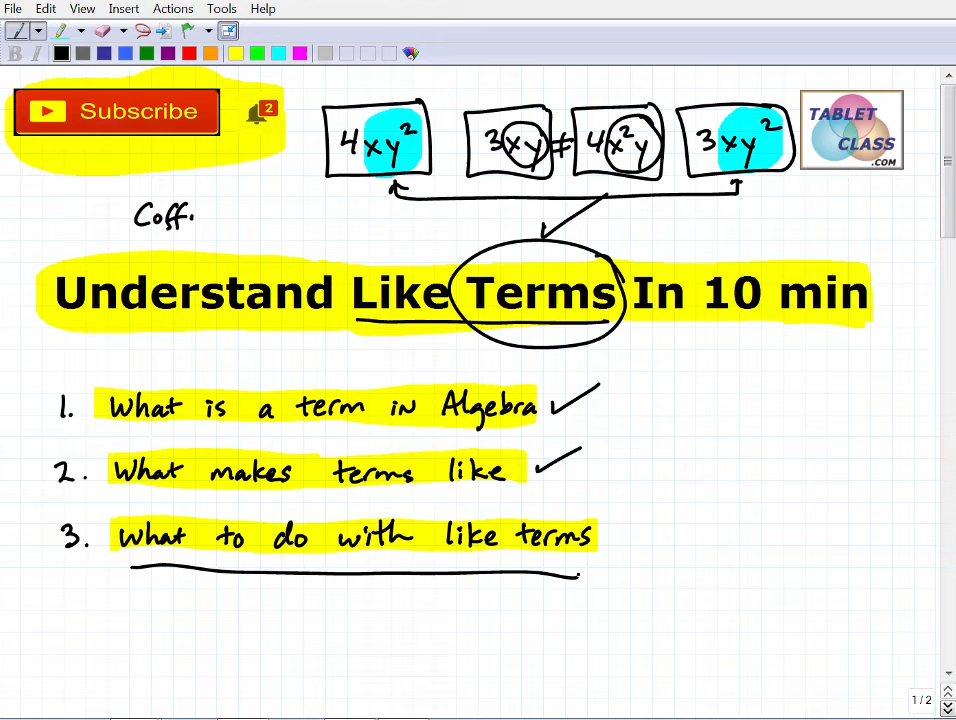 File Edit View Insert Actions Tools Help
B I
Subscribe 2
4xy² 3xy ≠ 4x²y 3xy²
TABLET CLASS .COM
Coff.
Understand Like Terms In 10 min
1. What is a term in Algebra ✓
2. What makes terms like ✓
3. What to do with like terms
1 / 2